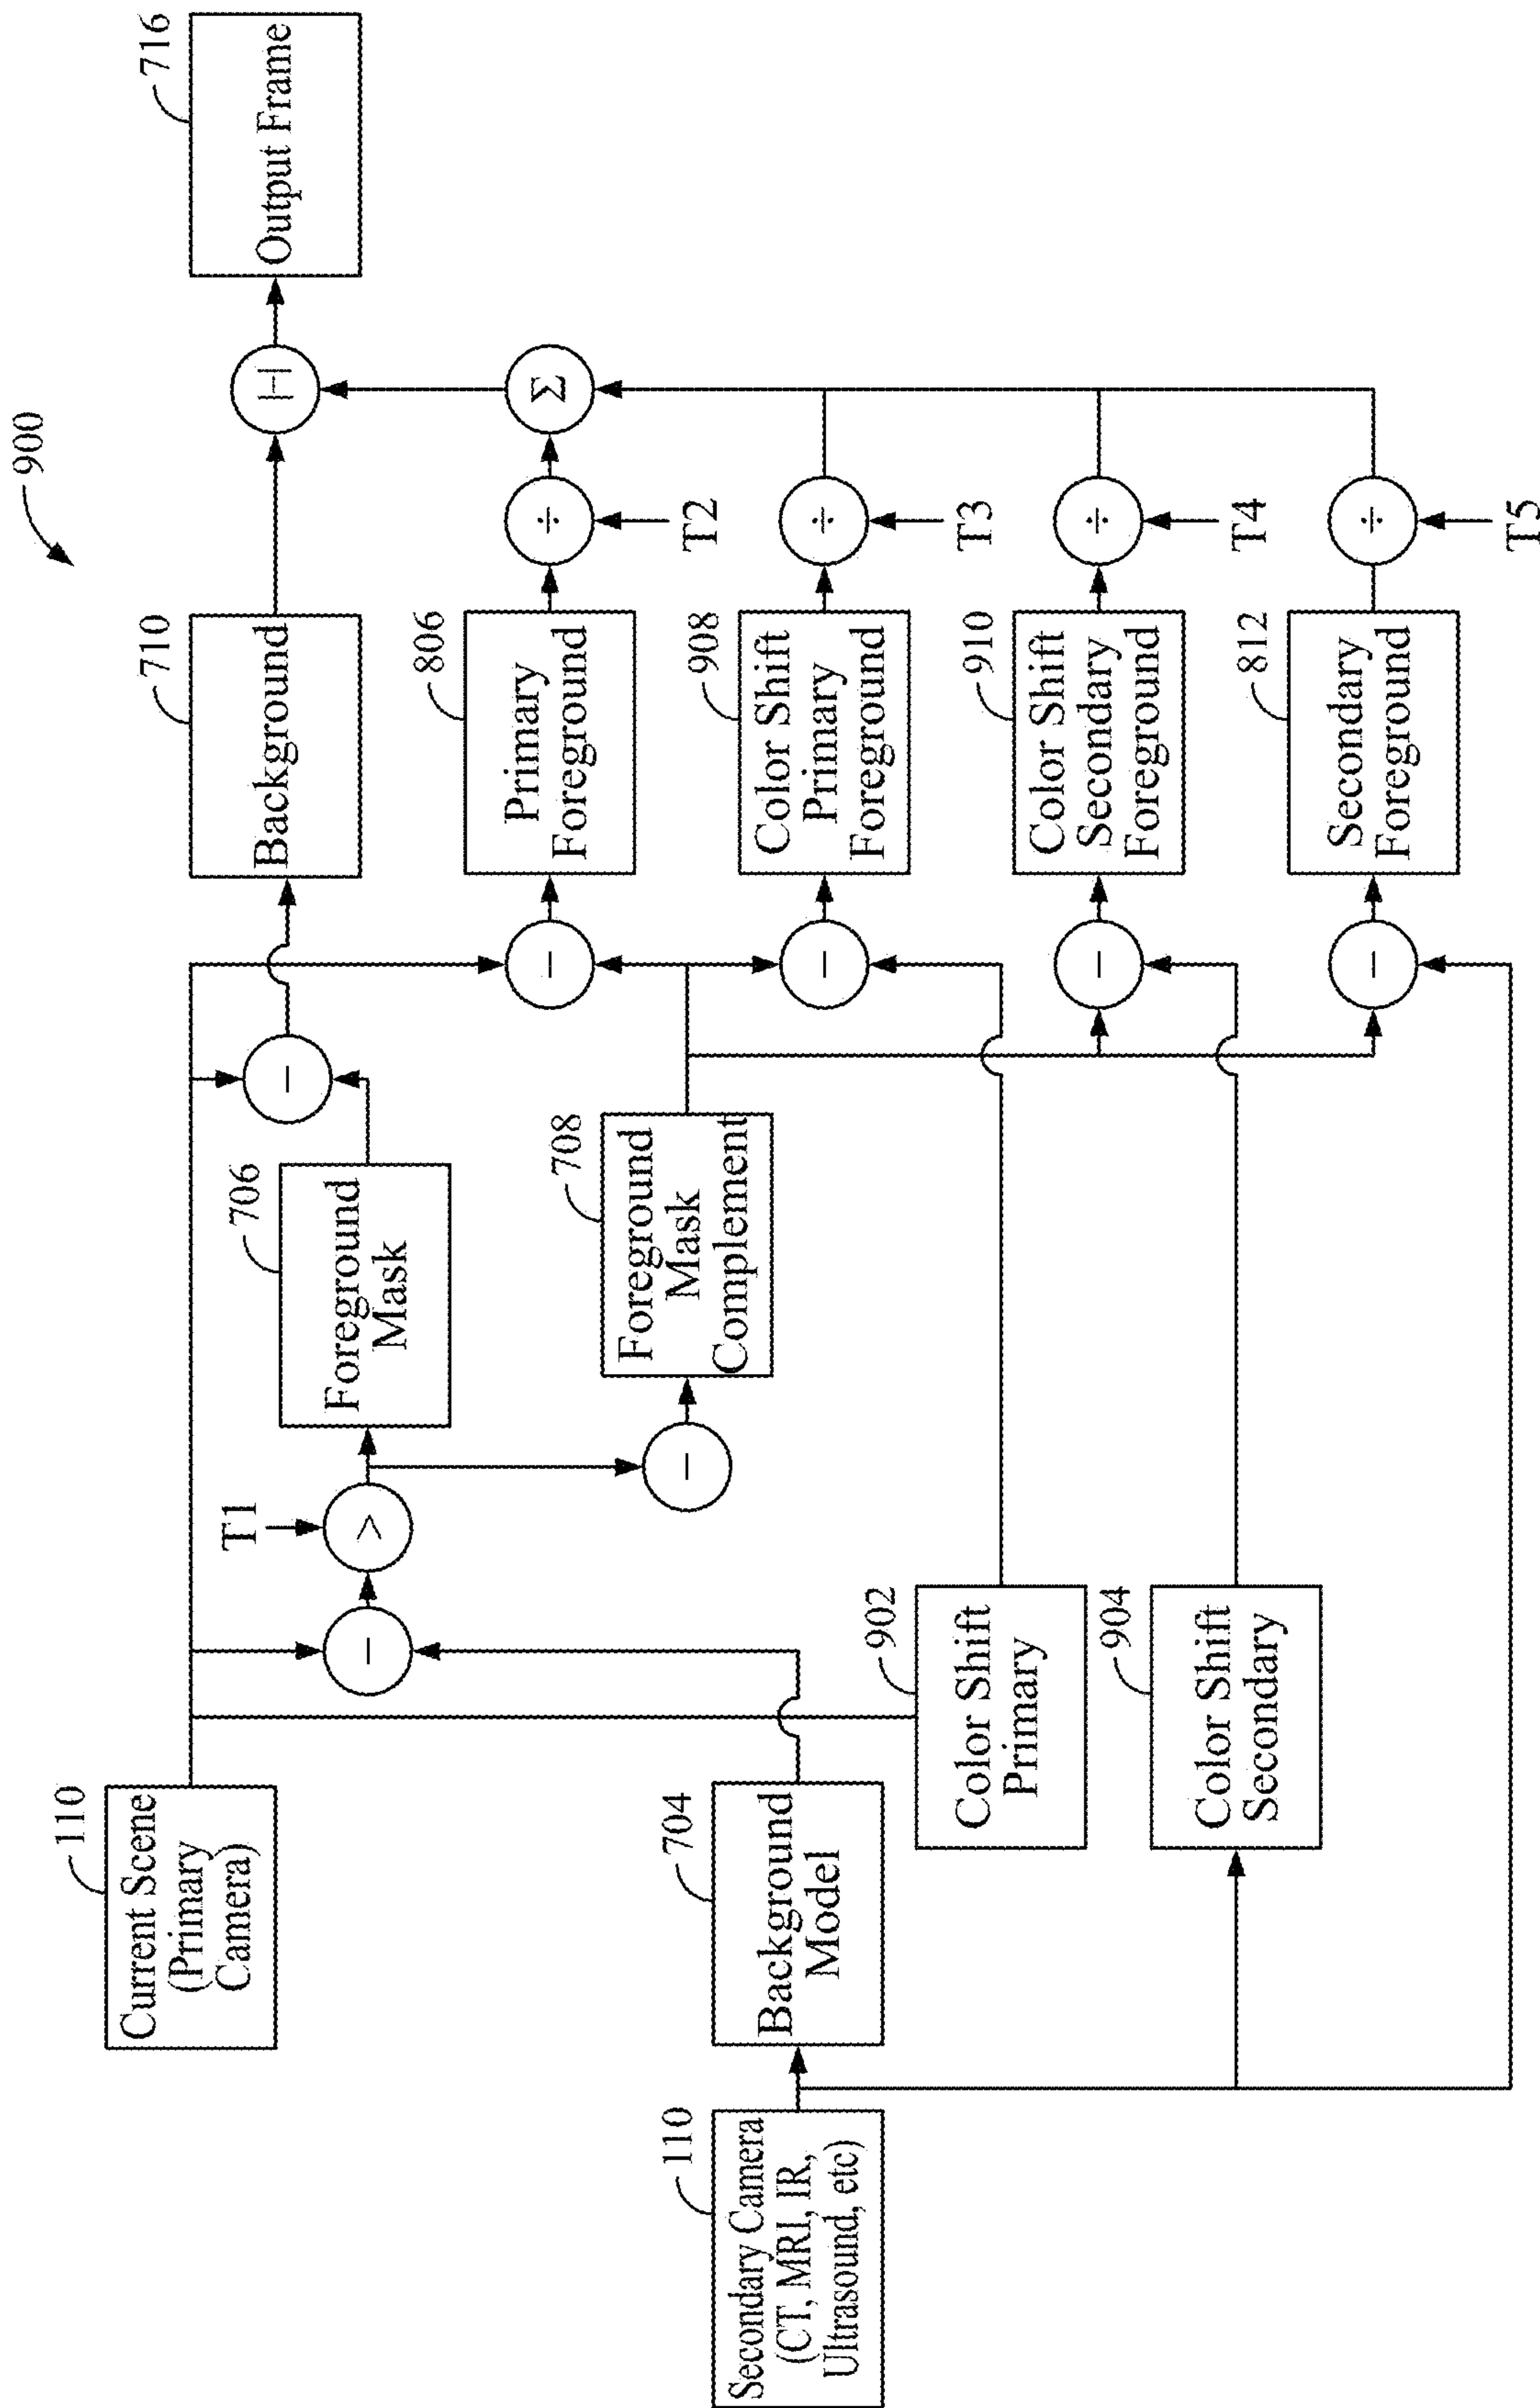 900
110
Current Scene
(Primary
Camera)
110
Secondary Camera
(CT, MRI, IR,
Ultrasound, etc)
704
Background
Model
902
Color Shift
Primary
904
Color Shift
Secondary
−
>
T1
−
706
Foreground
Mask
708
Foreground
Mask
Complement
−
−
−
−
−
710
Background
806
Primary
Foreground
908
Color Shift
Primary
Foreground
910
Color Shift
Secondary
Foreground
812
Secondary
Foreground
÷
T2
÷
T3
÷
T4
÷
T5
Σ
|−|
716
Output Frame